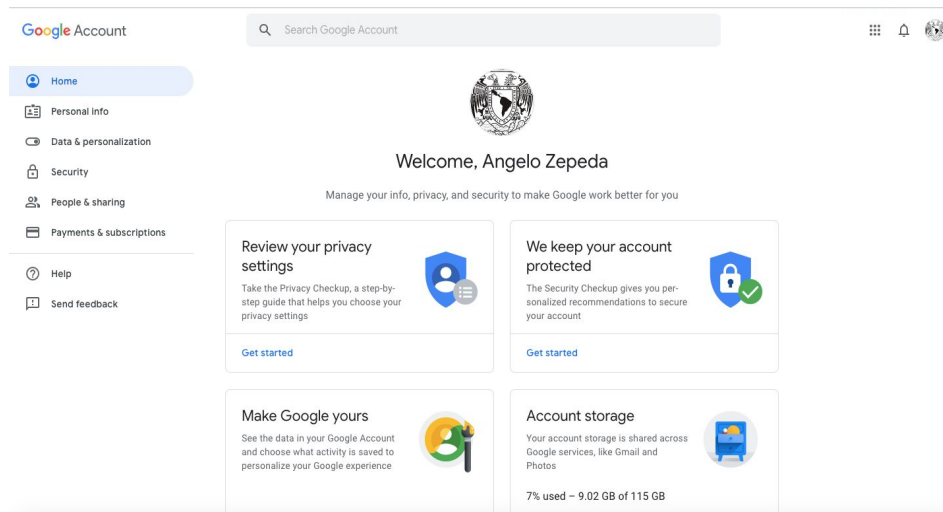 Google Account
Search Google Account
Home
Personal info
Data & personalization
Security
People & sharing
Payments & subscriptions
Help
Send feedback
Welcome, Angelo Zepeda
Manage your info, privacy, and security to make Google work better for you
Review your privacy
settings
Take the Privacy Checkup, a step-by-
step guide that helps you choose your
privacy settings
Get started
We keep your account
protected
The Security Checkup gives you per-
sonalized recommendations to secure
your account
Get started
Make Google yours
See the data in your Google Account
and choose what activity is saved to
personalize your Google experience
Account storage
Your account storage is shared across
Google services, like Gmail and
Photos
7% used – 9.02 GB of 115 GB